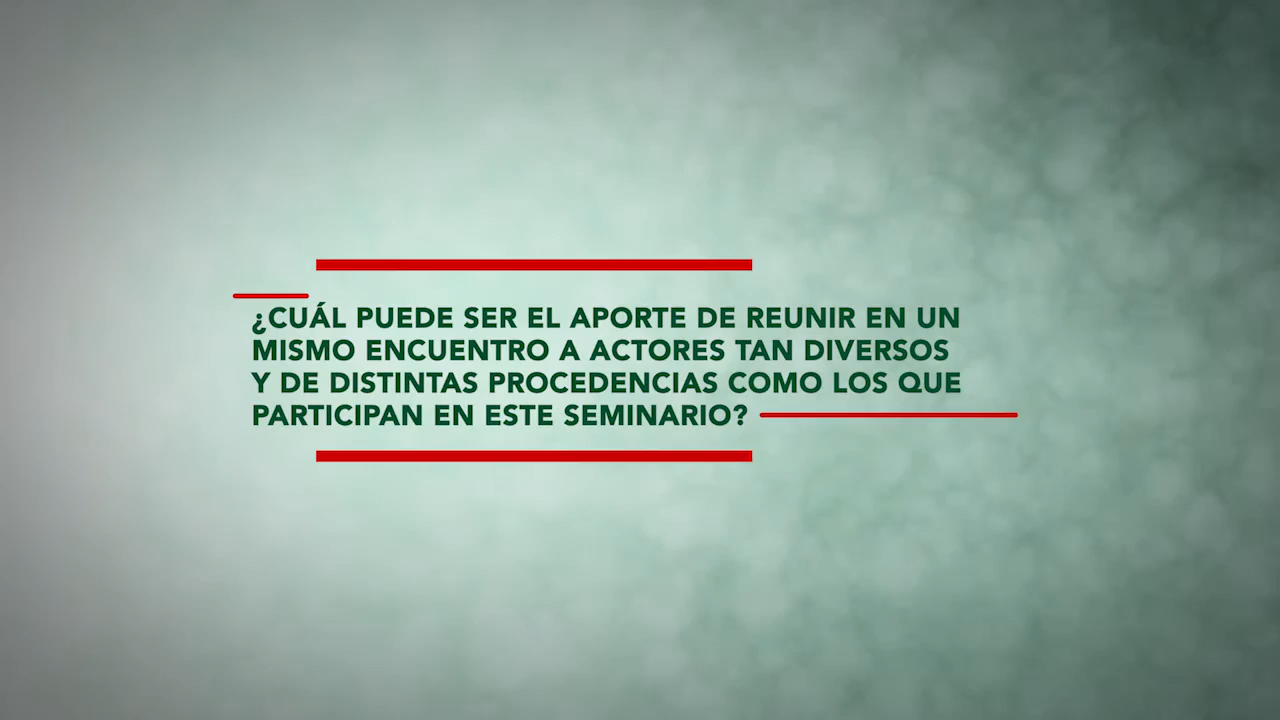 ¿CUÁL PUEDE SER EL APORTE DE REUNIR EN UN
MISMO ENCUENTRO A ACTORES TAN DIVERSOS
Y DE DISTINTAS PROCEDENCIAS COMO LOS QUE
PARTICIPAN EN ESTE SEMINARIO?